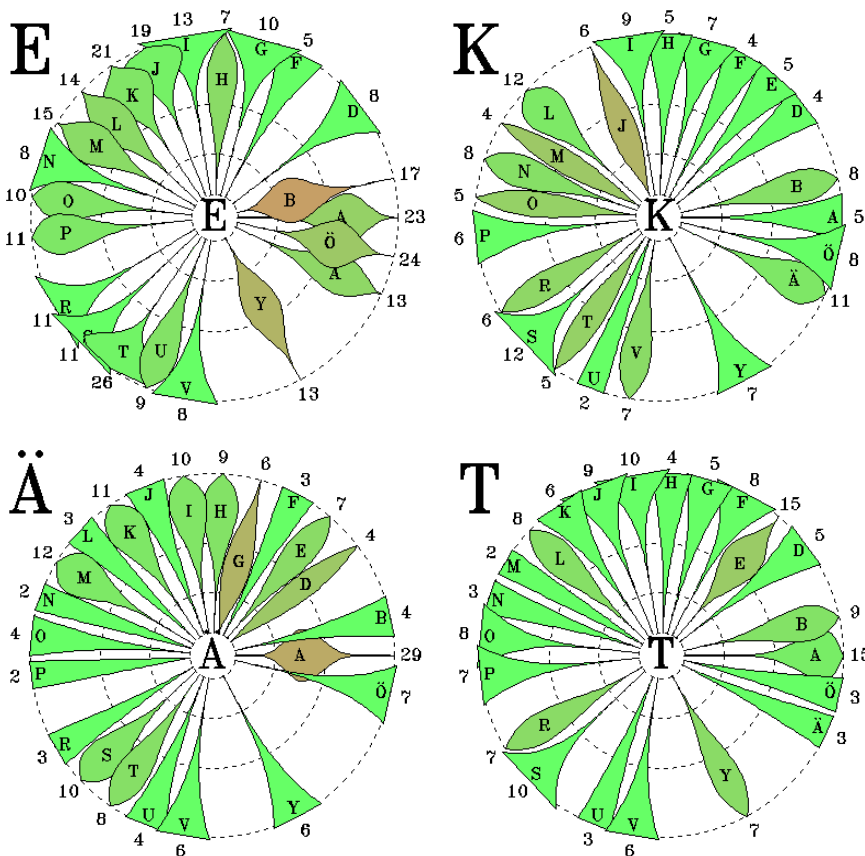 E
7
13 10
19 5
21 I G
J F
14 H 8
K D
15 L
M
8 N 17
B
10 O A 23
E
11 P Ö 24
A
R Y 13
11 S
11 T U
26 V 13
9 8
K
5 7
9 4
6 I H G 5
F
12 E 4
L D
4 J
M
8 N B 8
5 O
K A 5
6 P Ö 8
R Ä 11
6 T
S V
12 U Y
5 2 7 7
Ä
10 9 6
4 3
11 J F 7
3 K I H
L G E 4
12 M D
2 N
B 4
4 O
A A 29
2 P Ö 7
R
3 S
T
10 U V Y
8 4 6 6
T
4 5
10 8
9 I H G 15
6 J F
8 K 5
L E D
2 M
3 N 9
B
8 O A 15
T
7 P Ö 3
R Ä 3
7
S Y
10 U V
3 6 7